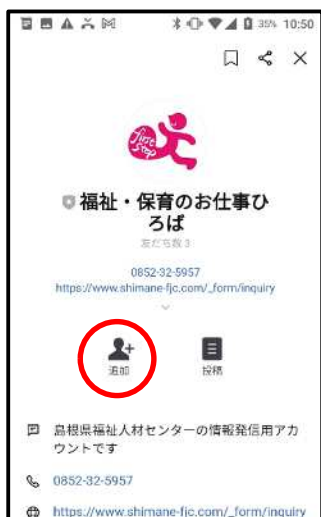 35% 10:50
first
step
福祉・保育のお仕事ひ
ろば
友だち数 3
0852-32-5957
https://www.shimane-fjc.com/_form/inquiry
追加
投稿
島根県福祉人材センターの情報発信用アカ
ウントです
0852-32-5957
https://www.shimane-fjc.com/_form/inquiry